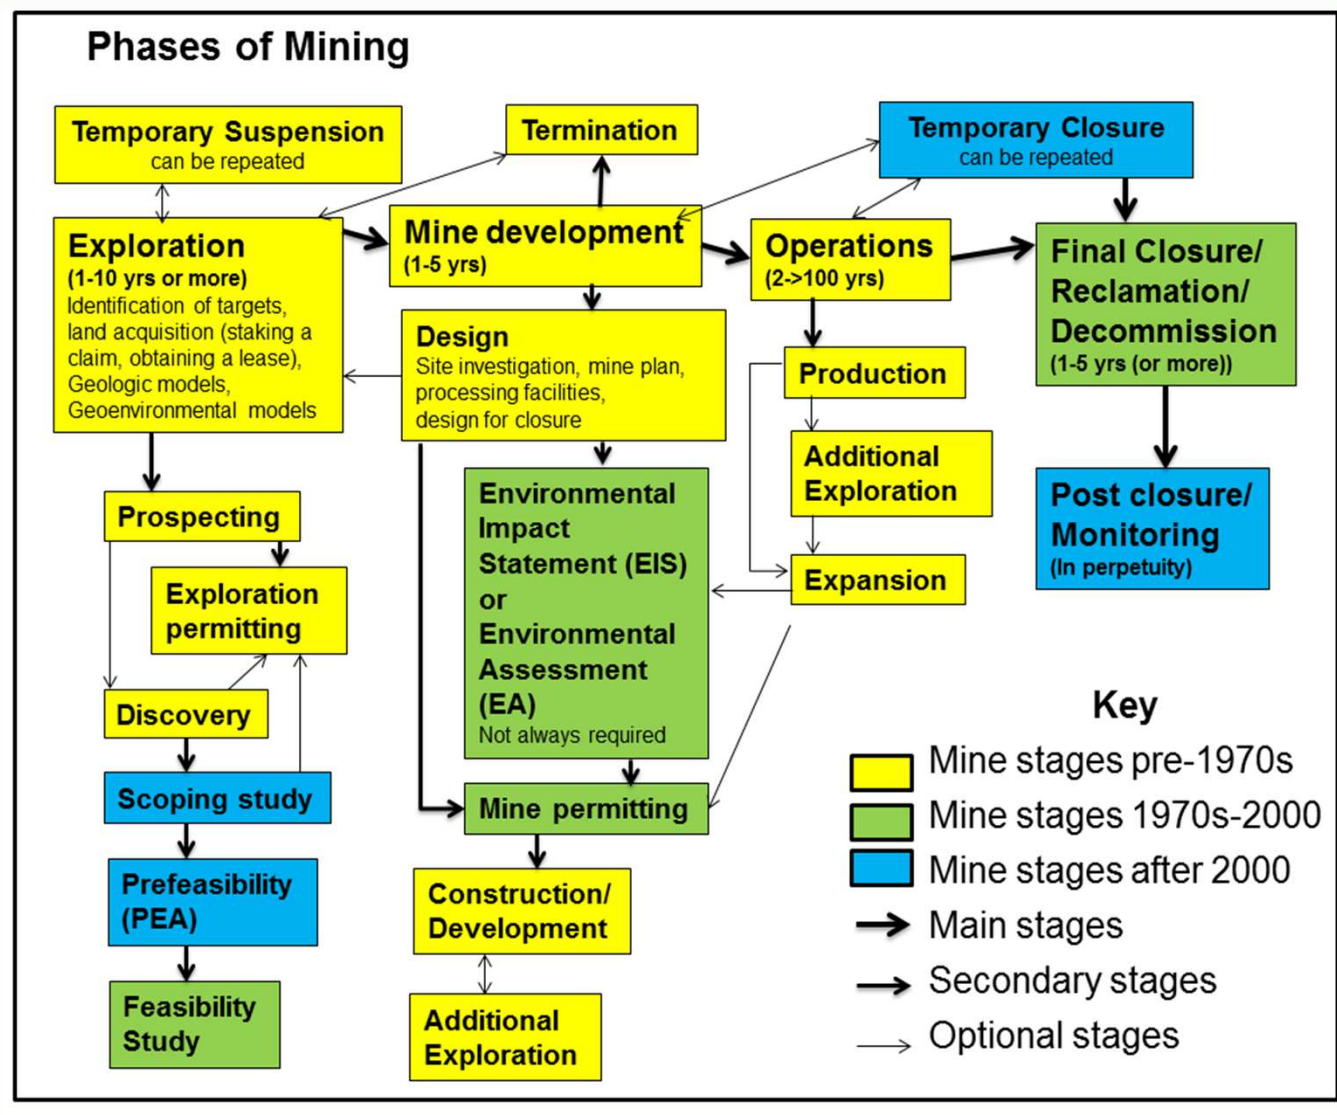 Phases of Mining
Temporary Suspension
can be repeated
Termination
Temporary Closure
can be repeated
Exploration
(1-10 yrs or more)
Identification of targets,
land acquisition (staking a
claim, obtaining a lease),
Geologic models,
Geoenvironmental models
Mine development
(1-5 yrs)
Operations
(2->100 yrs)
Final Closure/
Reclamation/
Decommission
(1-5 yrs (or more))
Design
Site investigation, mine plan,
processing facilities,
design for closure
Production
Additional
Exploration
Expansion
Post closure/
Monitoring
(In perpetuity)
Prospecting
Exploration
permitting
Discovery
Scoping study
Prefeasibility
(PEA)
Feasibility
Study
Environmental
Impact
Statement (EIS)
or
Environmental
Assessment
(EA)
Not always required
Mine permitting
Construction/
Development
Additional
Exploration
Key
Mine stages pre-1970s
Mine stages 1970s-2000
Mine stages after 2000
Main stages
Secondary stages
Optional stages